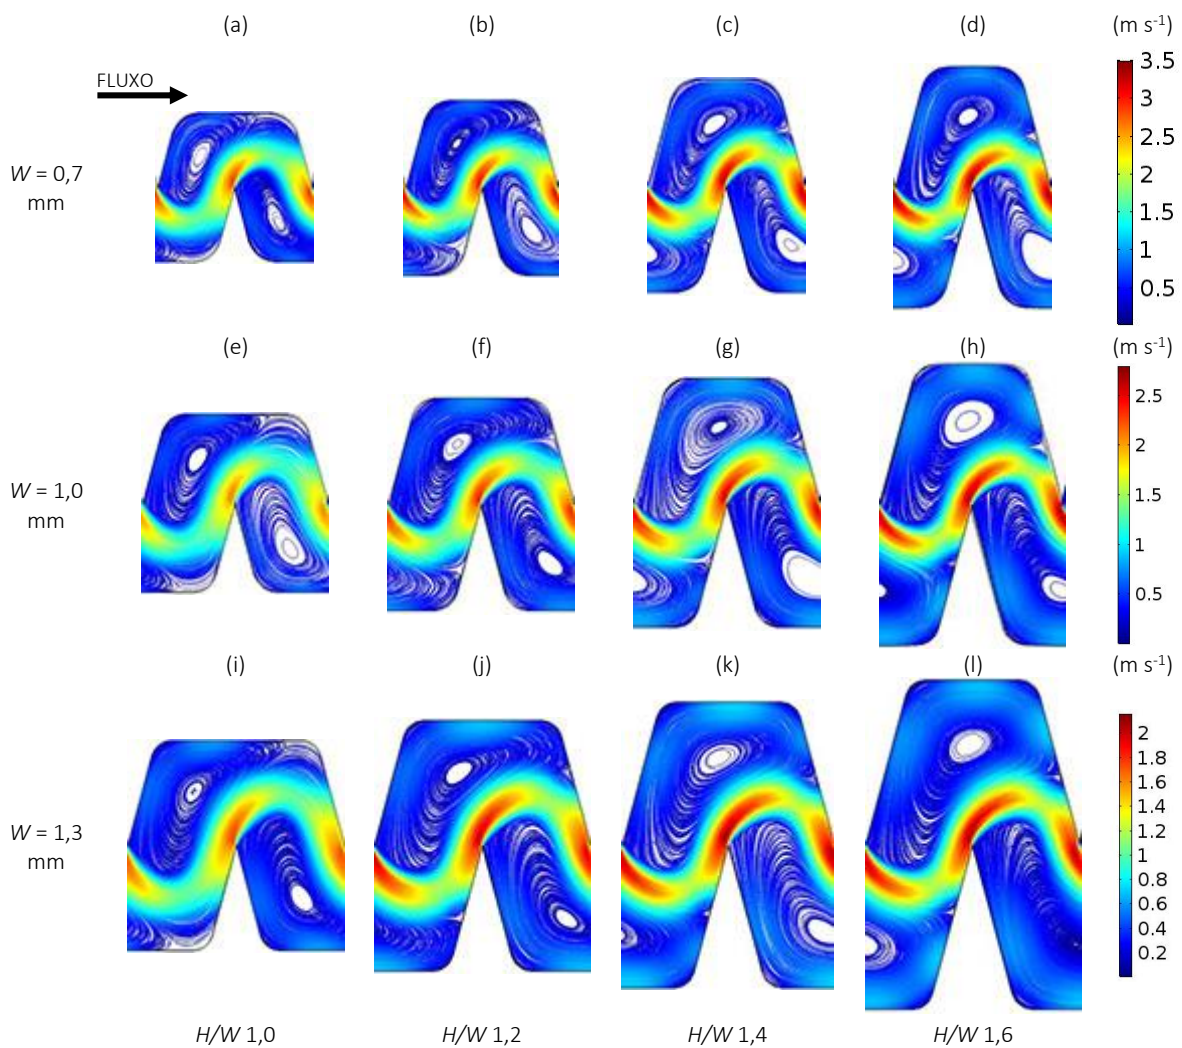 (a) (b) (c) (d) (m s⁻¹)
FLUXO
3.5
3
2.5
2
1.5
1
0.5
W = 0,7
mm
(e) (f) (g) (h) (m s⁻¹)
2.5
2
1.5
1
0.5
W = 1,0
mm
(i) (j) (k) (l) (m s⁻¹)
2
1.8
1.6
1.4
1.2
1
0.8
0.6
0.4
0.2
W = 1,3
mm
H/W 1,0 H/W 1,2 H/W 1,4 H/W 1,6